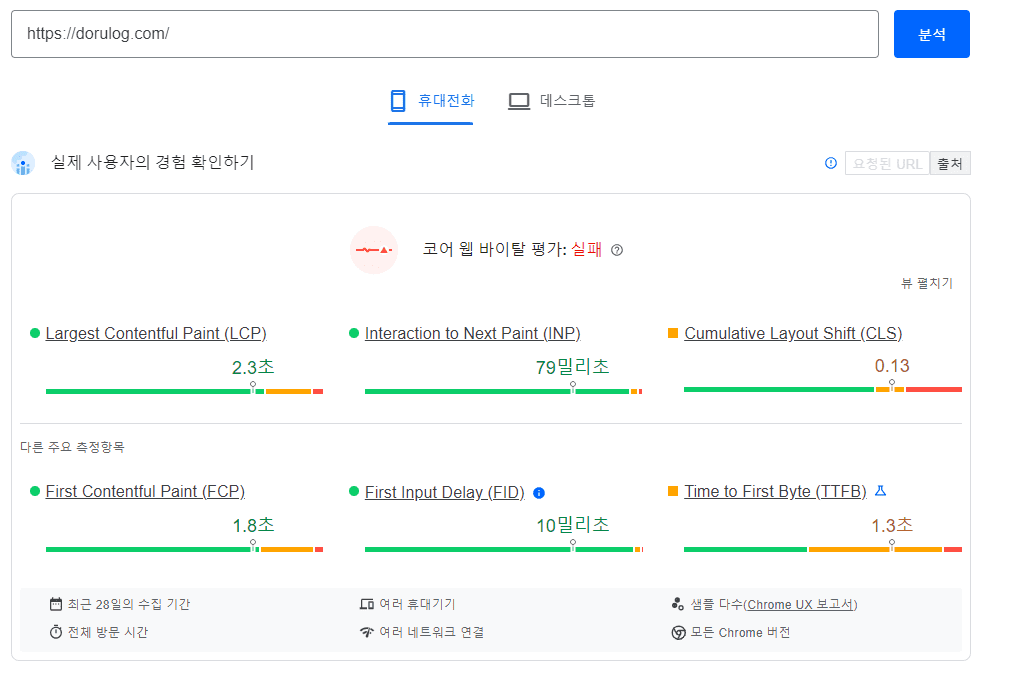 https://dorulog.com/
분석
휴대전화 데스크톱
실제 사용자의 경험 확인하기
요청된 URL 출처
코어 웹 바이탈 평가: 실패
뷰 펼치기
Largest Contentful Paint (LCP)
2.3초
Interaction to Next Paint (INP)
79밀리초
Cumulative Layout Shift (CLS)
0.13
다른 주요 측정항목
First Contentful Paint (FCP)
1.8초
First Input Delay (FID)
10밀리초
Time to First Byte (TTFB)
1.3초
최근 28일의 수집 기간
여러 휴대기기
샘플 다수(Chrome UX 보고서)
전체 방문 시간
여러 네트워크 연결
모든 Chrome 버전